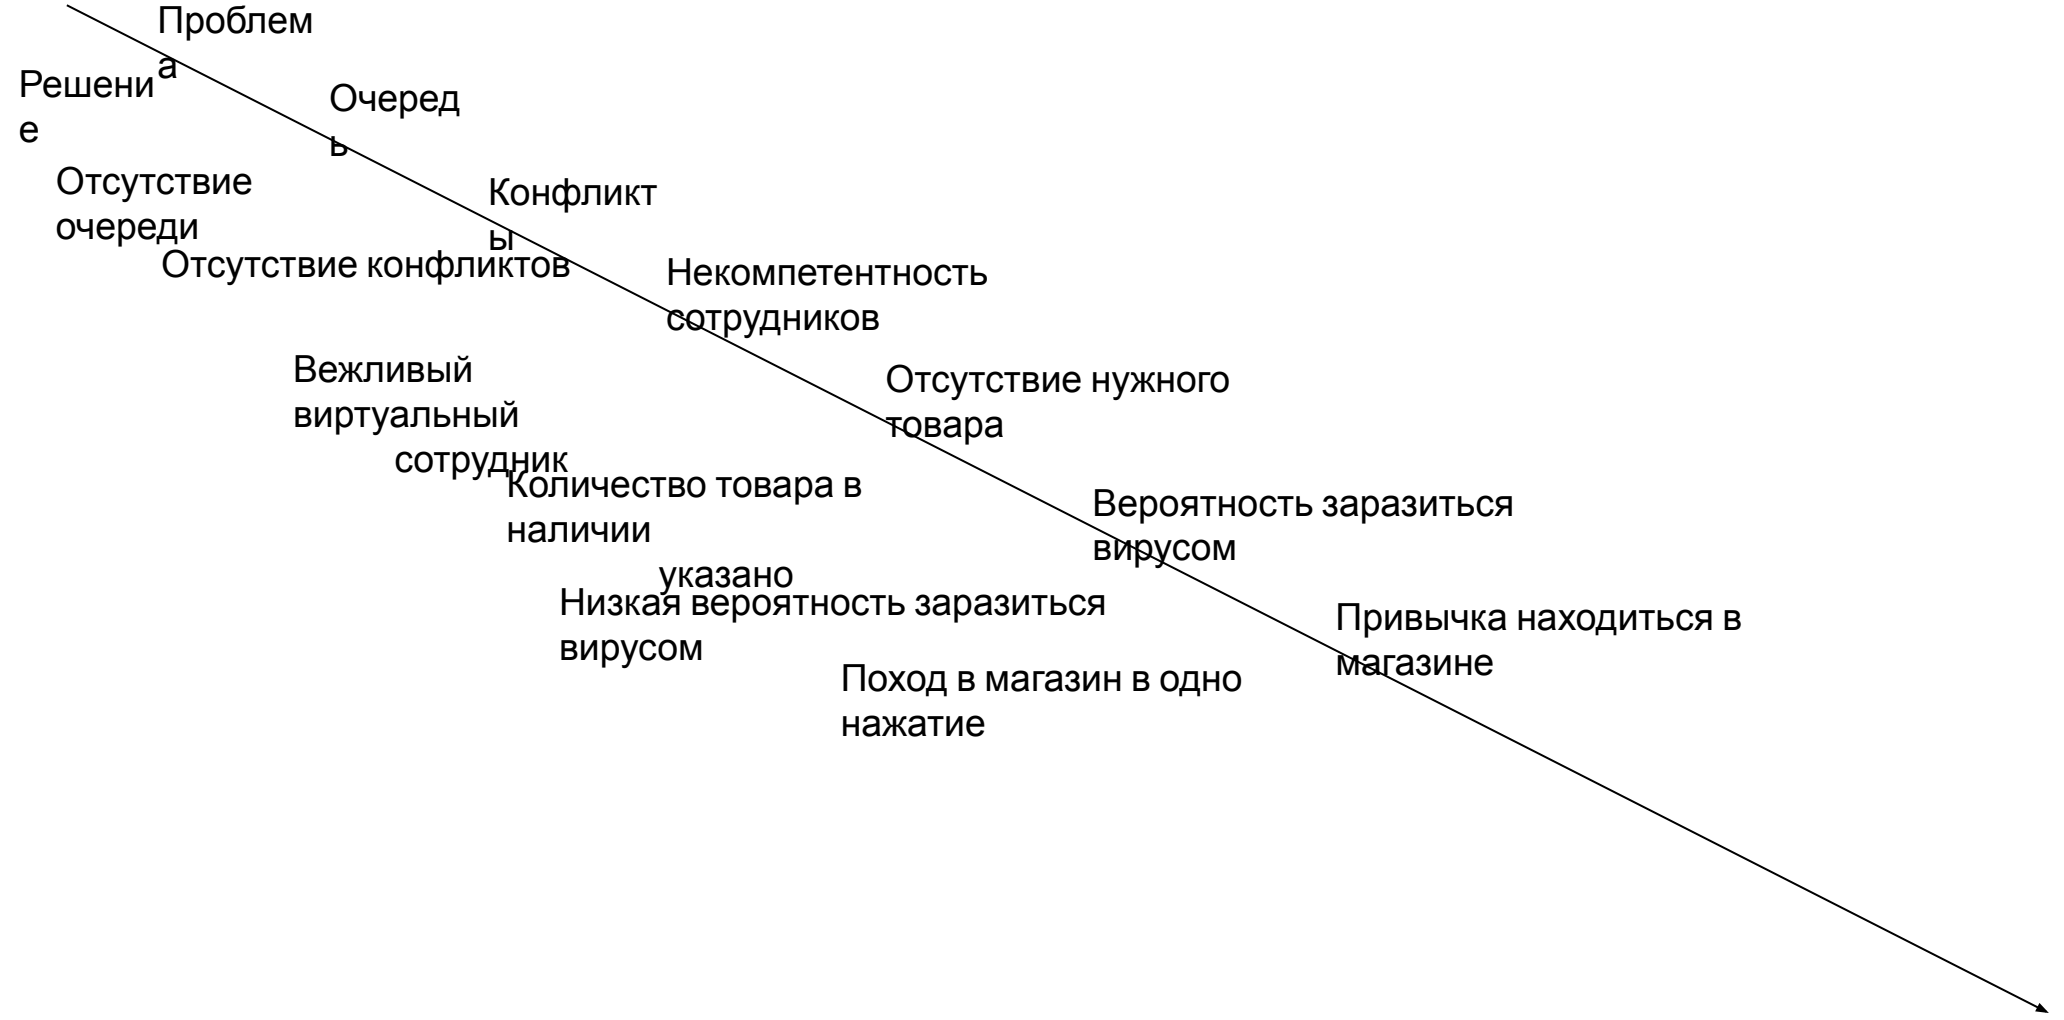 Проблем
а
Решени
е
Очеред
ь
Отсутствие
очереди
Конфликт
ы
Отсутствие конфликтов
Некомпетентность
сотрудников
Вежливый
виртуальный
сотрудник
Отсутствие нужного
товара
Количество товара в
наличии
указано
Вероятность заразиться
вирусом
Низкая вероятность заразиться
вирусом
Привычка находиться в
магазине
Поход в магазин в одно
нажатие